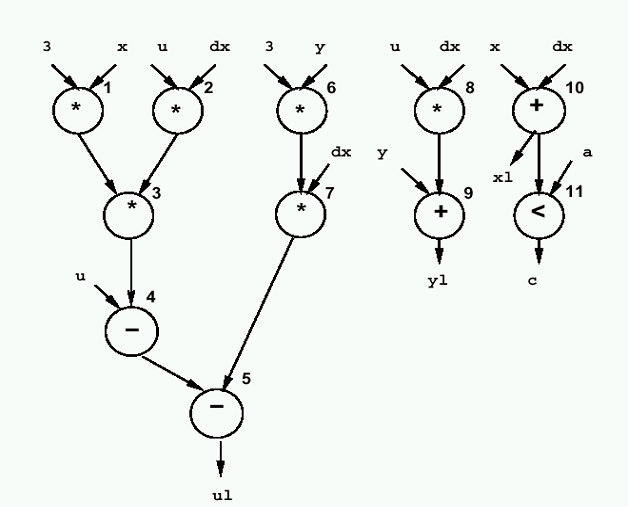 3 x u dx 3 y u dx x dx
* 1 * 2 * 6 * 8 + 10
dx
y a
xl
* 3 * 7 + 9 < 11
u 4 yl c
−
5
−
ul